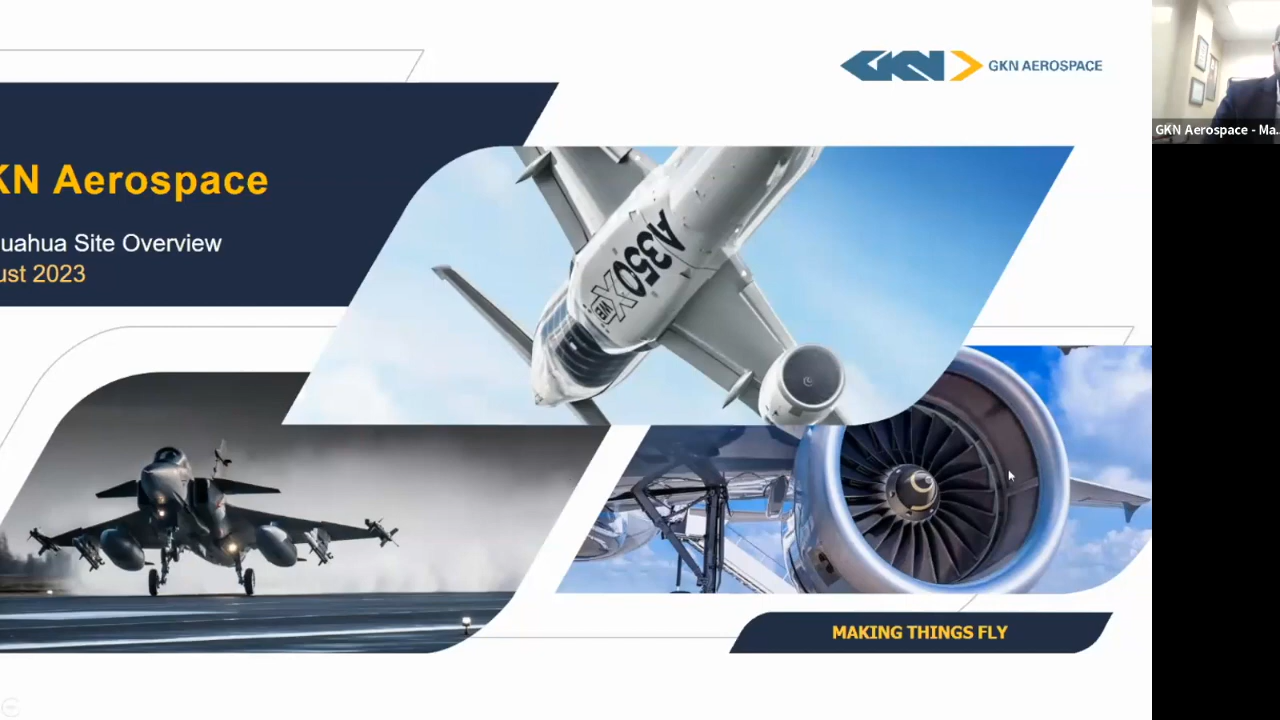 GKN AEROSPACE
KN Aerospace
uahua Site Overview
ust 2023
A350
XWB
GKN Aerospace - Ma...
MAKING THINGS FLY